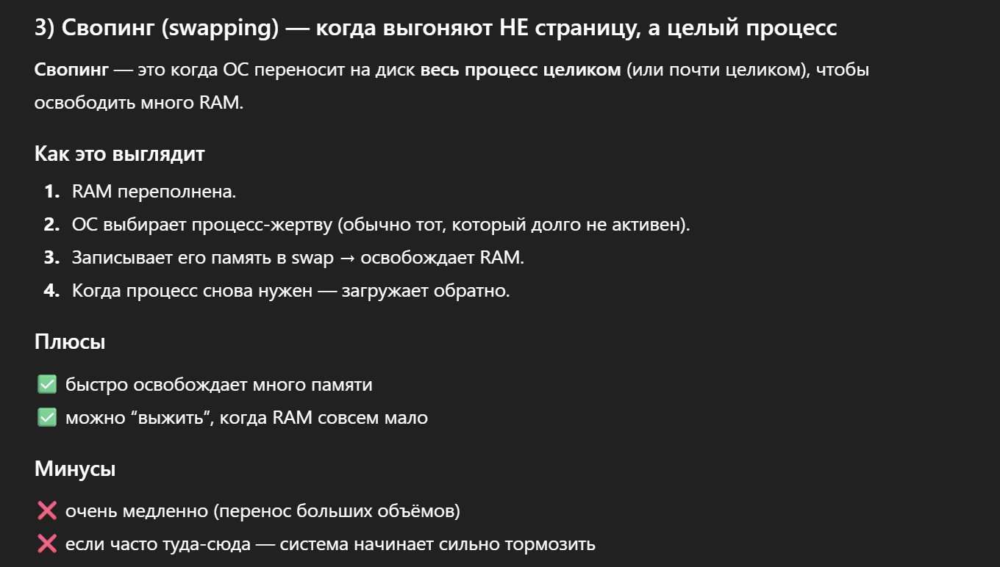 3) Свопинг (swapping) — когда выгоняют НЕ страницу, а целый процесс
Свопинг — это когда ОС переносит на диск весь процесс целиком (или почти целиком), чтобы
освободить много RAM.
Как это выглядит
1. RAM переполнена.
2. ОС выбирает процесс-жертву (обычно тот, который долго не активен).
3. Записывает его память в swap → освобождает RAM.
4. Когда процесс снова нужен — загружает обратно.
Плюсы
✅ быстро освобождает много памяти
✅ можно “выжить”, когда RAM совсем мало
Минусы
❌ очень медленно (перенос больших объёмов)
❌ если часто туда-сюда — система начинает сильно тормозить